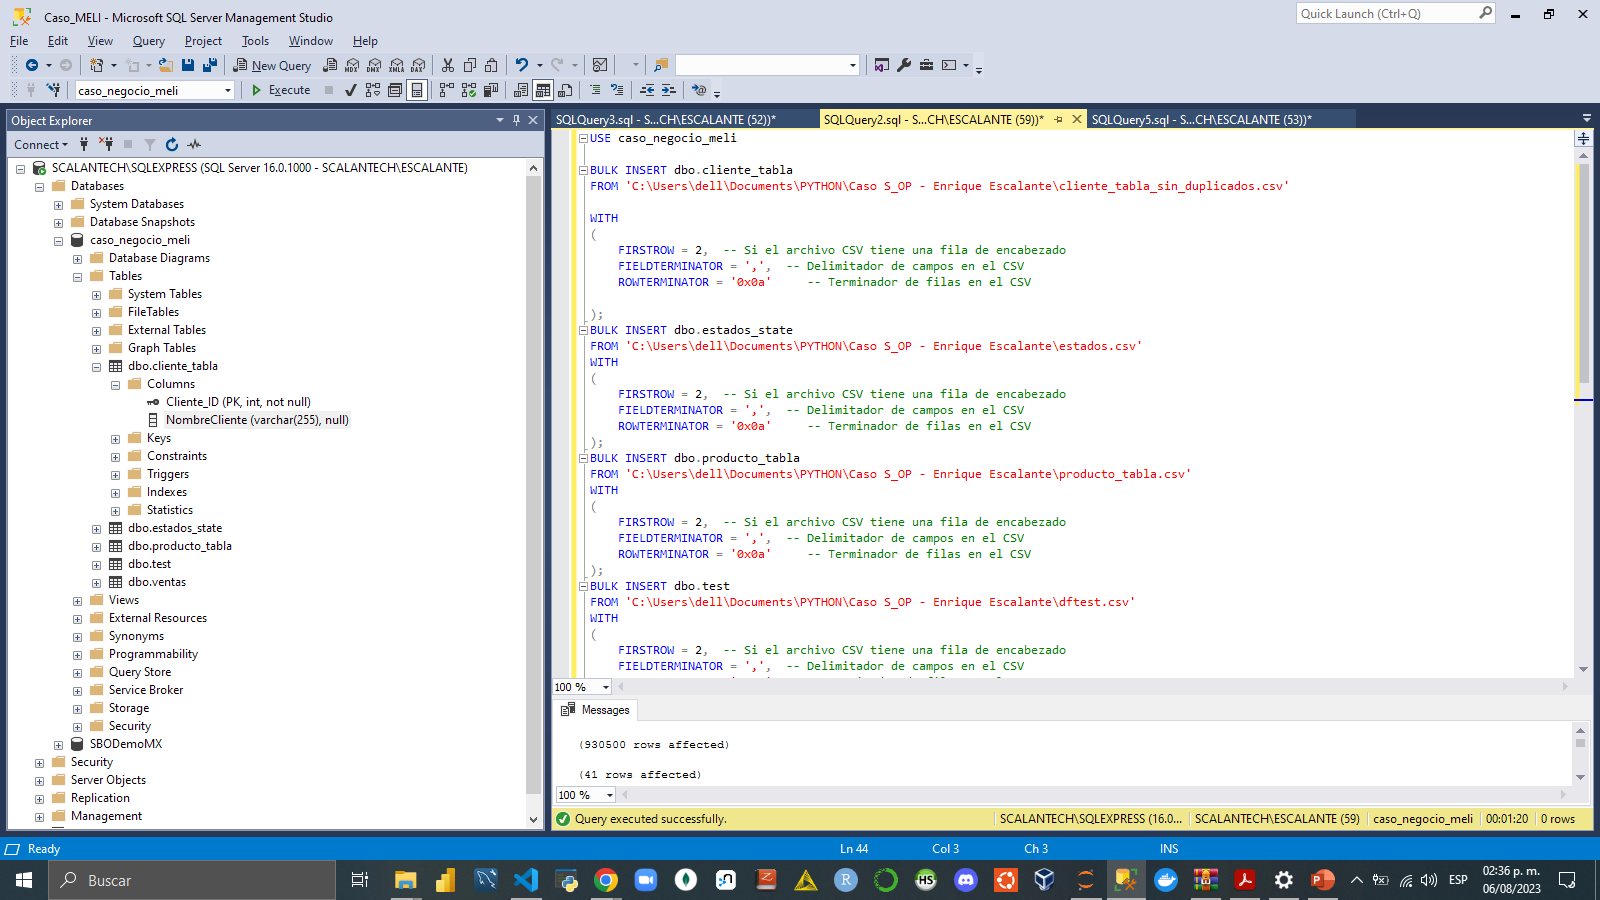 Caso_MELI - Microsoft SQL Server Management Studio
Quick Launch (Ctrl+Q)
File Edit View Query Project Tools Window Help
New Query MDX DMX XMLA DAX
caso_negocio_meli Execute
Object Explorer
Connect
SCALANTECH\SQLEXPRESS (SQL Server 16.0.1000 - SCALANTECH\ESCALANTE)
Databases
System Databases
Database Snapshots
caso_negocio_meli
Database Diagrams
Tables
System Tables
FileTables
External Tables
Graph Tables
dbo.cliente_tabla
Columns
Cliente_ID (PK, int, not null)
NombreCliente (varchar(255), null)
Keys
Constraints
Triggers
Indexes
Statistics
dbo.estados_state
dbo.producto_tabla
dbo.test
dbo.ventas
Views
External Resources
Synonyms
Programmability
Query Store
Service Broker
Storage
Security
SBODemoMX
Security
Server Objects
Replication
Management
SQLQuery3.sql - S...CH\ESCALANTE (52))* SQLQuery2.sql - S...CH\ESCALANTE (59))* SQLQuery5.sql - S...CH\ESCALANTE (53))*
USE caso_negocio_meli
BULK INSERT dbo.cliente_tabla
FROM 'C:\Users\dell\Documents\PYTHON\Caso S_OP - Enrique Escalante\cliente_tabla_sin_duplicados.csv'
WITH
(
FIRSTROW = 2, -- Si el archivo CSV tiene una fila de encabezado
FIELDTERMINATOR = ',', -- Delimitador de campos en el CSV
ROWTERMINATOR = '0x0a' -- Terminador de filas en el CSV
);
BULK INSERT dbo.estados_state
FROM 'C:\Users\dell\Documents\PYTHON\Caso S_OP - Enrique Escalante\estados.csv'
WITH
(
FIRSTROW = 2, -- Si el archivo CSV tiene una fila de encabezado
FIELDTERMINATOR = ',', -- Delimitador de campos en el CSV
ROWTERMINATOR = '0x0a' -- Terminador de filas en el CSV
);
BULK INSERT dbo.producto_tabla
FROM 'C:\Users\dell\Documents\PYTHON\Caso S_OP - Enrique Escalante\producto_tabla.csv'
WITH
(
FIRSTROW = 2, -- Si el archivo CSV tiene una fila de encabezado
FIELDTERMINATOR = ',', -- Delimitador de campos en el CSV
ROWTERMINATOR = '0x0a' -- Terminador de filas en el CSV
);
BULK INSERT dbo.test
FROM 'C:\Users\dell\Documents\PYTHON\Caso S_OP - Enrique Escalante\dftest.csv'
WITH
(
FIRSTROW = 2, -- Si el archivo CSV tiene una fila de encabezado
FIELDTERMINATOR = ',', -- Delimitador de campos en el CSV
100 %
Messages
(930500 rows affected)
(41 rows affected)
100 %
Query executed successfully. SCALANTECH\SQLEXPRESS (16.0... SCALANTECH\ESCALANTE (59) caso_negocio_meli 00:01:20 0 rows
Ready Ln 44 Col 3 Ch 3 INS
Buscar
R
HS
ESP
02:36 p. m.
06/08/2023